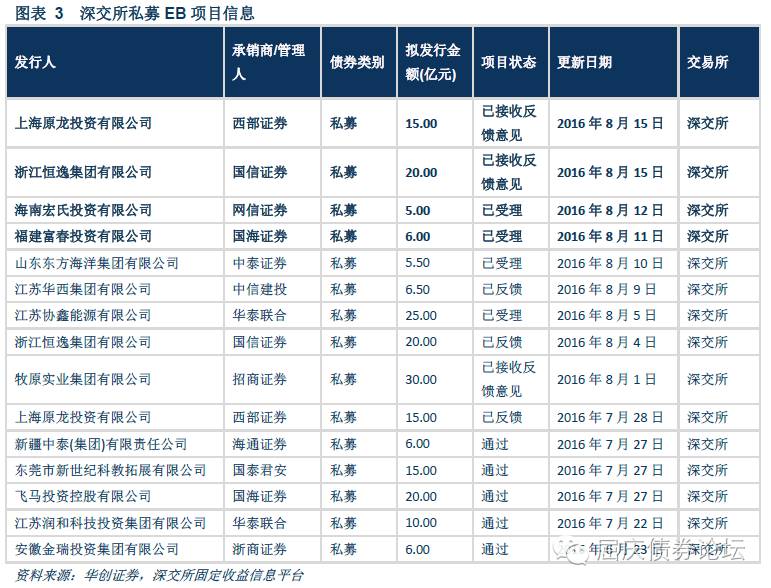 图表 3 深交所私募 EB 项目信息
发行人 承销商/管理人 债券类别 拟发行金额(亿元) 项目状态 更新日期 交易所
上海原龙投资有限公司 西部证券 私募 15.00 已接收反馈意见 2016 年 8 月 15 日 深交所
浙江恒逸集团有限公司 国信证券 私募 20.00 已接收反馈意见 2016 年 8 月 15 日 深交所
海南宏氏投资有限公司 网信证券 私募 5.00 已受理 2016 年 8 月 12 日 深交所
福建富春投资有限公司 国海证券 私募 6.00 已受理 2016 年 8 月 11 日 深交所
山东东方海洋集团有限公司 中泰证券 私募 5.50 已受理 2016 年 8 月 10 日 深交所
江苏华西集团有限公司 中信建投 私募 6.50 已反馈 2016 年 8 月 9 日 深交所
江苏协鑫能源有限公司 华泰联合 私募 25.00 已受理 2016 年 8 月 5 日 深交所
浙江恒逸集团有限公司 国信证券 私募 20.00 已反馈 2016 年 8 月 4 日 深交所
牧原实业集团有限公司 招商证券 私募 30.00 已接收反馈意见 2016 年 8 月 1 日 深交所
上海原龙投资有限公司 西部证券 私募 15.00 已反馈 2016 年 7 月 28 日 深交所
新疆中泰(集团)有限责任公司 海通证券 私募 6.00 通过 2016 年 7 月 27 日 深交所
东莞市新世纪科教拓展有限公司 国泰君安 私募 15.00 通过 2016 年 7 月 27 日 深交所
飞马投资控股有限公司 国海证券 私募 20.00 通过 2016 年 7 月 27 日 深交所
江苏润和科技投资集团有限公司 华泰联合 私募 10.00 通过 2016 年 7 月 22 日 深交所
安徽金瑞投资集团有限公司 浙商证券 私募 6.00 通过 23 日 深交所
屈庆债券论坛
资料来源：华创证券，深交所固定收益信息平台